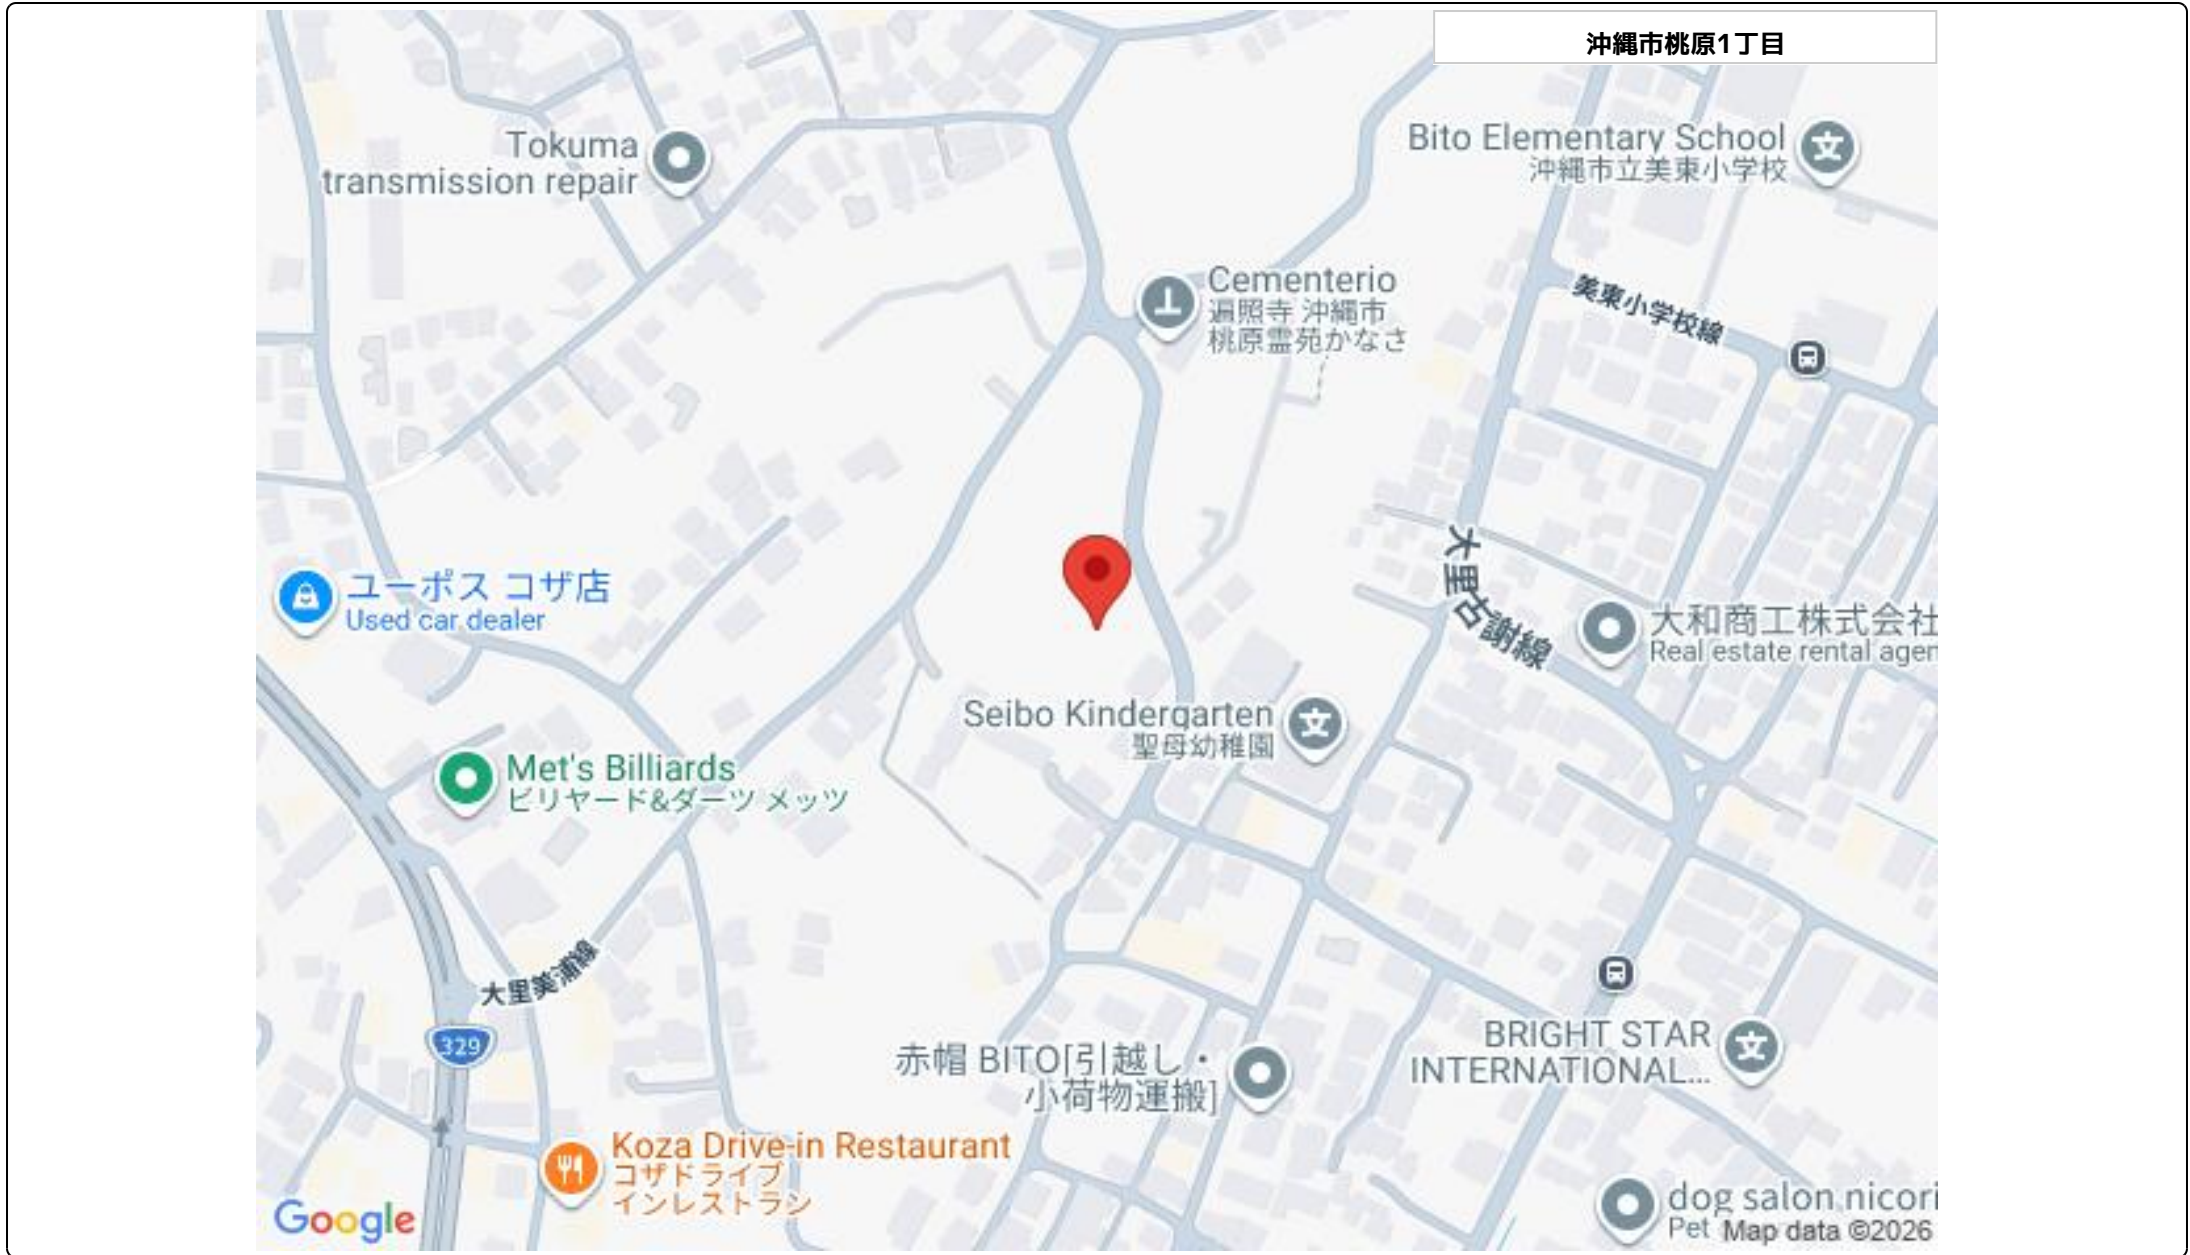 沖縄市桃原1丁目
Tokuma
transmission repair
Bito Elementary School
沖縄市立美東小学校
Cementerio
遍照寺 沖縄市
桃原霊苑かなさ
美東小学校線
大里古謝線
ユーポス コザ店
Used car dealer
大和商工株式会社
Real estate rental agen
Seibo Kindergarten
聖母幼稚園
Met's Billiards
ビリヤード&ダーツ メッツ
大里美浦線
329
赤帽 BITO[引越し・
小荷物運搬]
BRIGHT STAR
INTERNATIONAL...
Koza Drive-in Restaurant
コザドライブ
インレストラン
dog salon nicori
Pet
Google
Map data ©2026